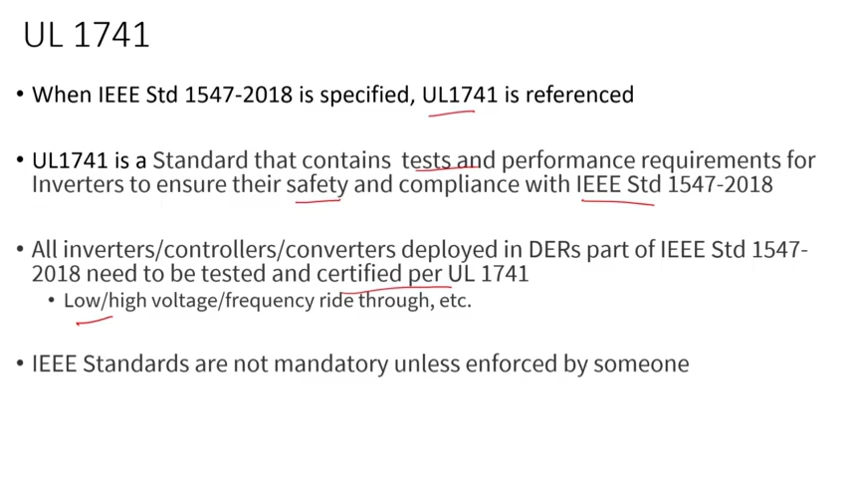 UL 1741
• When IEEE Std 1547-2018 is specified, UL1741 is referenced
• UL1741 is a Standard that contains tests and performance requirements for
Inverters to ensure their safety and compliance with IEEE Std 1547-2018
• All inverters/controllers/converters deployed in DERs part of IEEE Std 1547-
2018 need to be tested and certified per UL 1741
• Low/high voltage/frequency ride through, etc.
• IEEE Standards are not mandatory unless enforced by someone